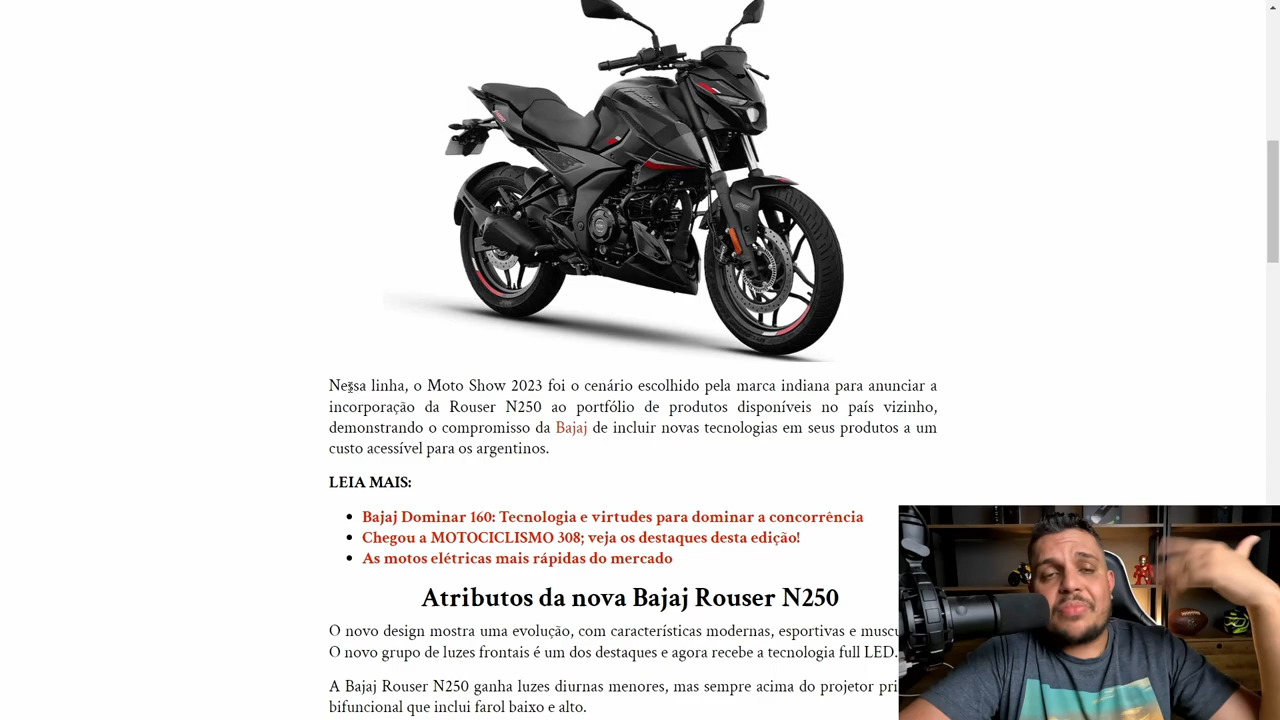 Nessa linha, o Moto Show 2023 foi o cenário escolhido pela marca indiana para anunciar a
incorporação da Rouser N250 ao portfólio de produtos disponíveis no país vizinho,
demonstrando o compromisso da Bajaj de incluir novas tecnologias em seus produtos a um
custo acessível para os argentinos.
LEIA MAIS:
Bajaj Dominar 160: Tecnologia e virtudes para dominar a concorrência
Chegou a MOTOCICLISMO 308; veja os destaques desta edição!
As motos elétricas mais rápidas do mercado
Atributos da nova Bajaj Rouser N250
O novo design mostra uma evolução, com características modernas, esportivas e muscu
O novo grupo de luzes frontais é um dos destaques e agora recebe a tecnologia full LED.
A Bajaj Rouser N250 ganha luzes diurnas menores, mas sempre acima do projetor pri
bifuncional que inclui farol baixo e alto.